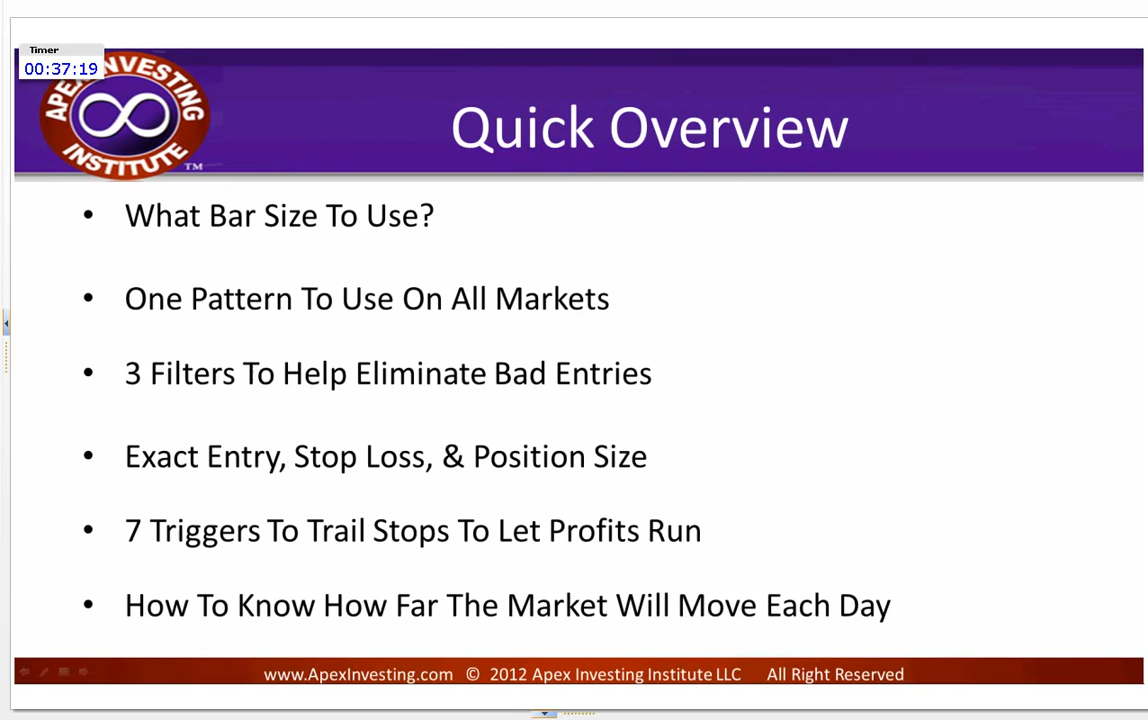 Timer
00:37:19
APEX INVESTING
INSTITUTE
TM
Quick Overview
• What Bar Size To Use?
• One Pattern To Use On All Markets
• 3 Filters To Help Eliminate Bad Entries
• Exact Entry, Stop Loss, & Position Size
• 7 Triggers To Trail Stops To Let Profits Run
• How To Know How Far The Market Will Move Each Day
www.ApexInvesting.com © 2012 Apex Investing Institute LLC All Right Reserved